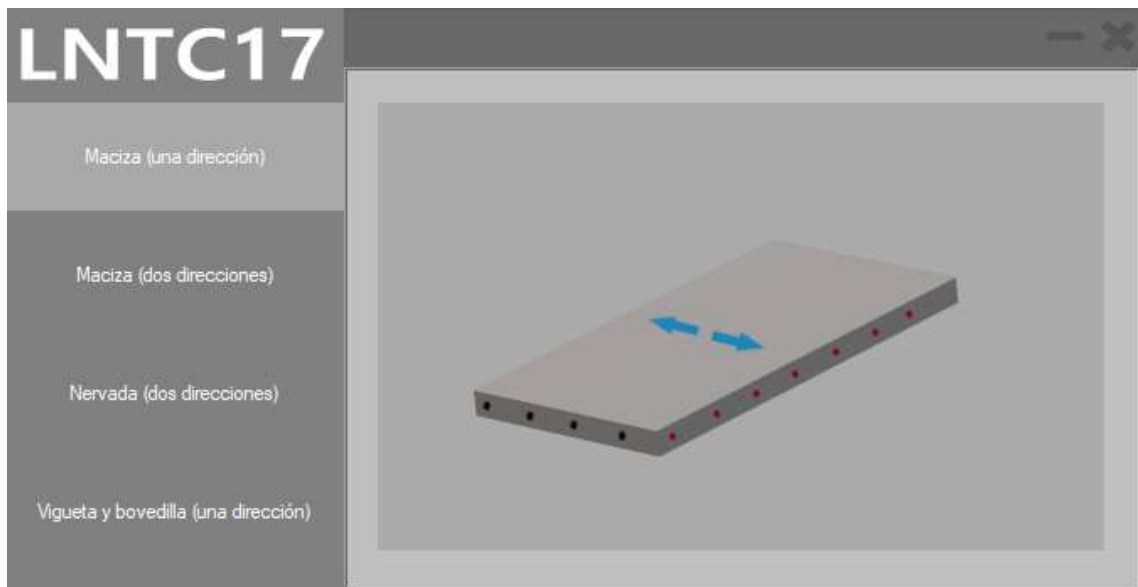 LNTC17
Maciza (una dirección)
Maciza (dos direcciones)
Nervada (dos direcciones)
Vigueta y bovedilla (una dirección)